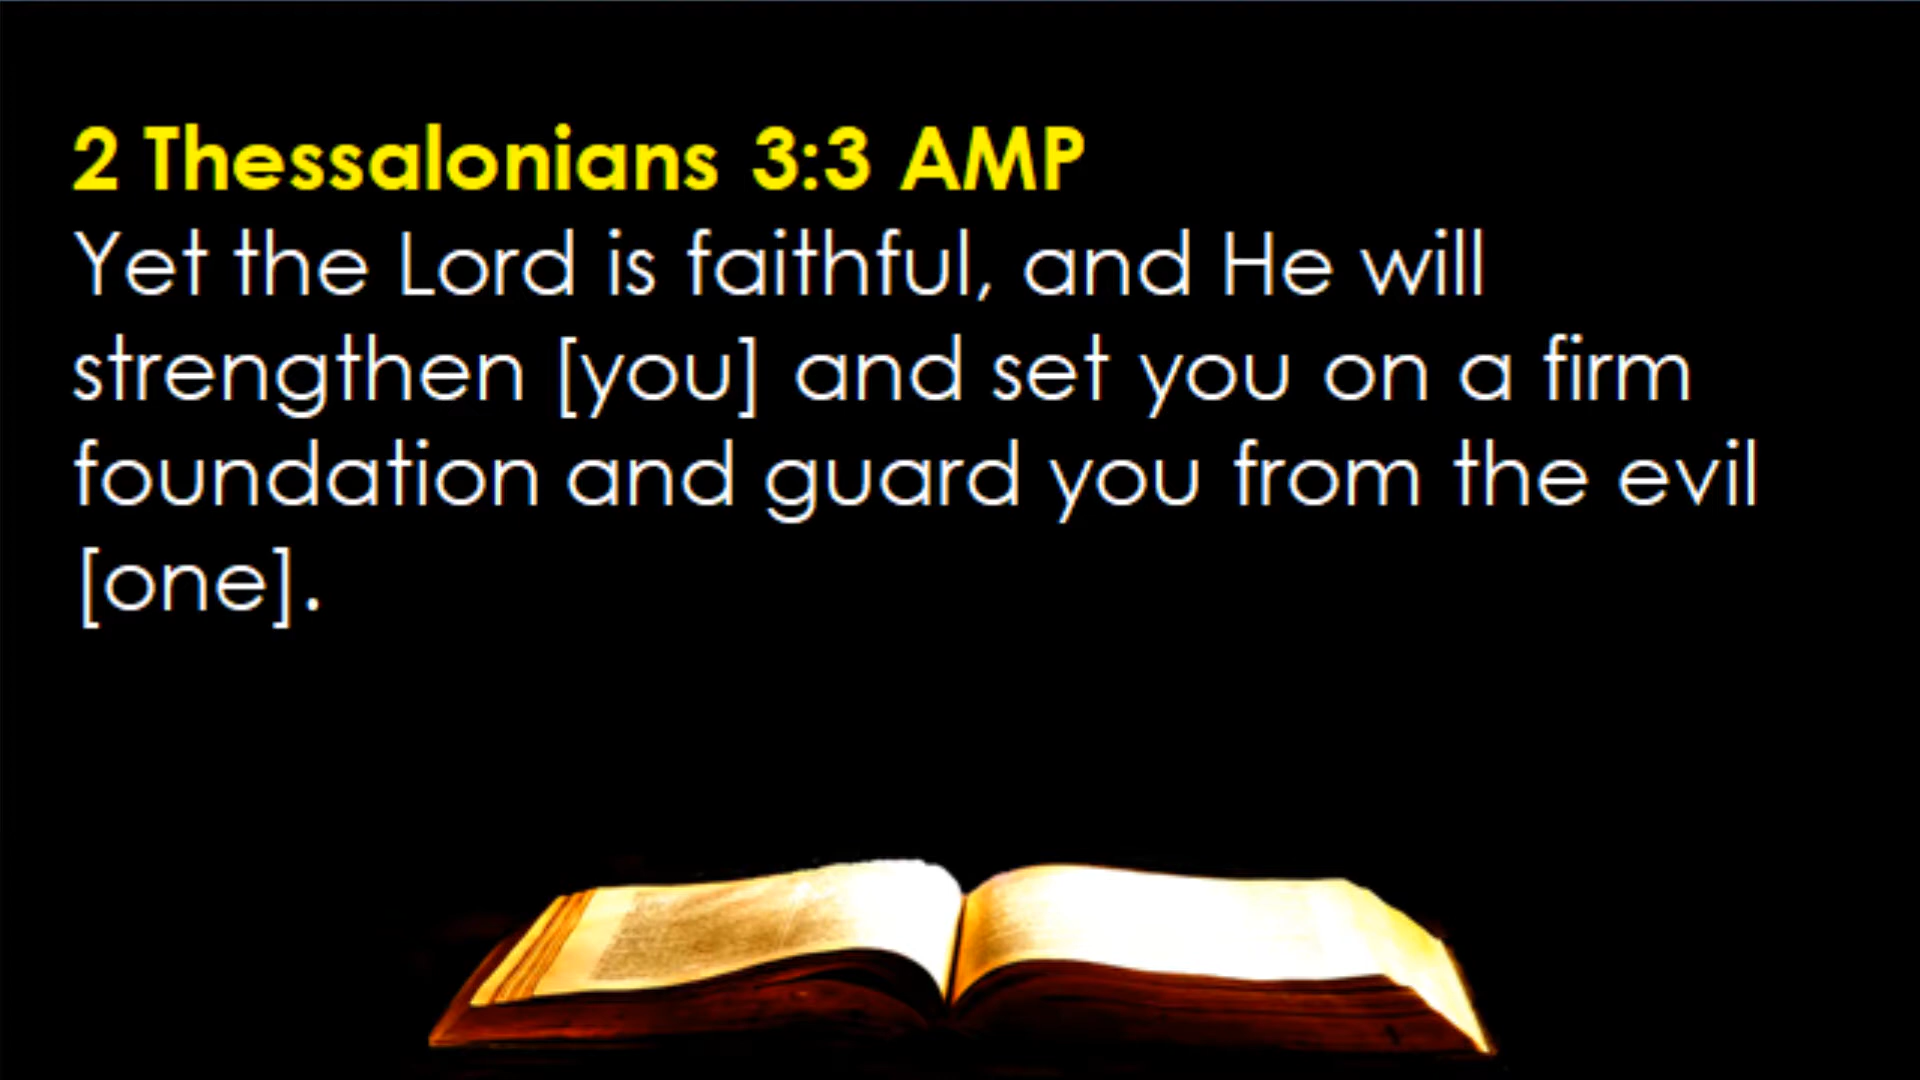 2 Thessalonians 3:3 AMP
Yet the Lord is faithful, and He will
strengthen [you] and set you on a firm
foundation and guard you from the evil
[one].